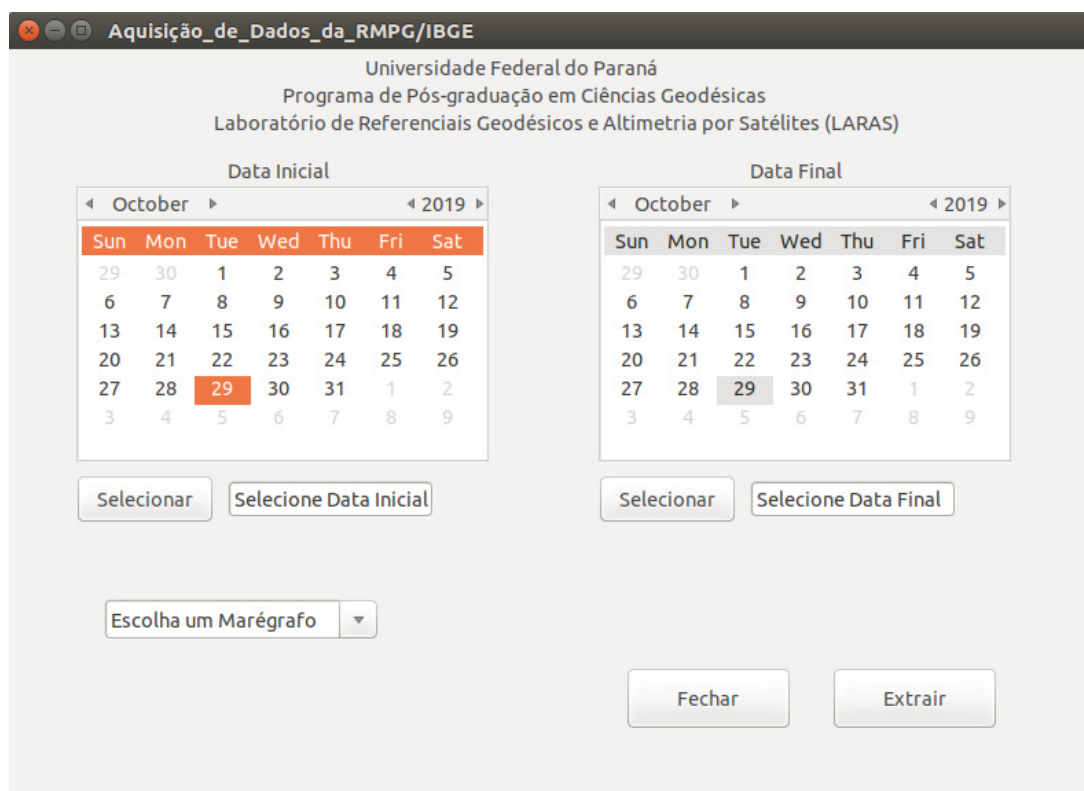 Aquisição_de_Dados_da_RMPG/IBGE
Universidade Federal do Paraná
Programa de Pós-graduação em Ciências Geodésicas
Laboratório de Referenciais Geodésicos e Altimetria por Satélites (LARAS)
Data Inicial
October 2019
Sun Mon Tue Wed Thu Fri Sat
29 30 1 2 3 4 5
6 7 8 9 10 11 12
13 14 15 16 17 18 19
20 21 22 23 24 25 26
27 28 29 30 31 1 2
3 4 5 6 7 8 9
Selecionar Selecione Data Inicial
Data Final
October 2019
Sun Mon Tue Wed Thu Fri Sat
29 30 1 2 3 4 5
6 7 8 9 10 11 12
13 14 15 16 17 18 19
20 21 22 23 24 25 26
27 28 29 30 31 1 2
3 4 5 6 7 8 9
Selecionar Selecione Data Final
Escolha um Marégrafo
Fechar Extrair